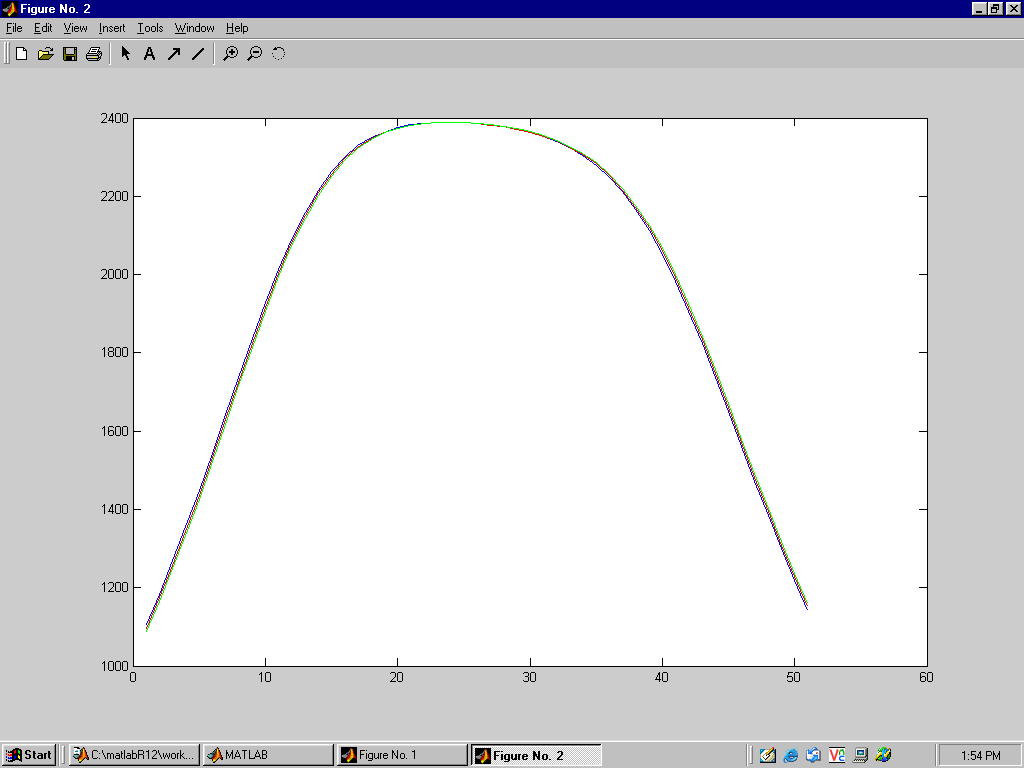 Figure No. 2
File Edit View Insert Tools Window Help
A
2400
2200
2000
1800
1600
1400
1200
1000
0 10 20 30 40 50 60
Start C:\matlabR12\work... MATLAB Figure No. 1 Figure No. 2 1:54 PM